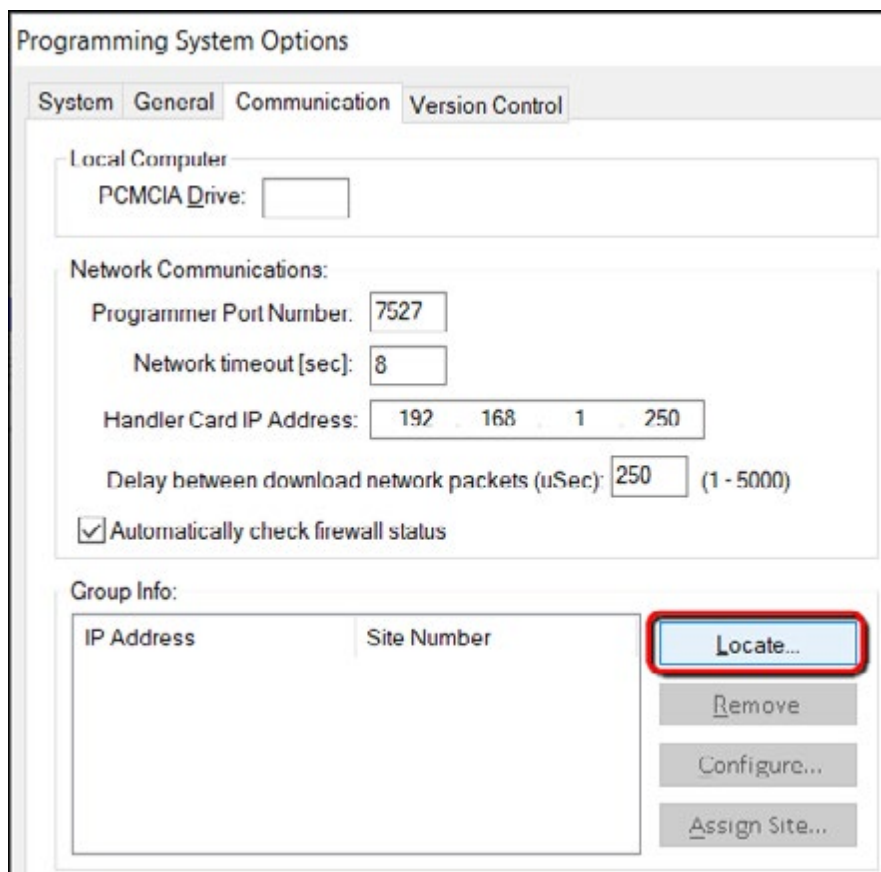 Programming System Options
System General Communication Version Control
Local Computer
PCMCIA Drive:
Network Communications:
Programmer Port Number: 7527
Network timeout [sec]: 8
Handler Card IP Address: 192 . 168 . 1 . 250
Delay between download network packets (uSec): 250 (1 - 5000)
Automatically check firewall status
Group Info:
IP Address Site Number
Locate...
Remove
Configure...
Assign Site...